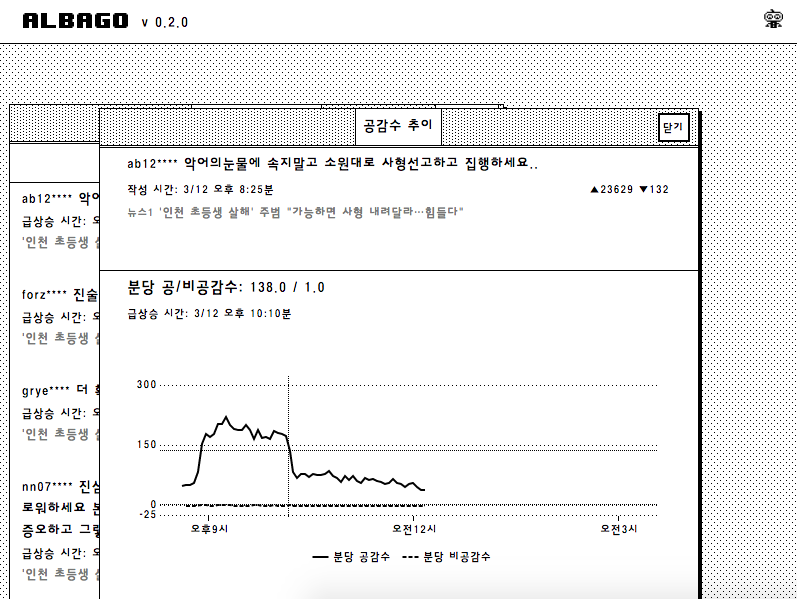 ALBAGO v 0.2.0
공감수 추이
닫기
ab12**** 악어의눈물에 속지말고 소원대로 사형선고하고 집행하세요..
작성 시간: 3/12 오후 8:25분
▲23629 ▼132
뉴스1 '인천 초등생 살해' 주범 "가능하면 사형 내려달라…힘들다"
분당 공/비공감수: 138.0 / 1.0
급상승 시간: 3/12 오후 10:10분
300
150
0
-25
오후9시 오전12시 오전3시
분당 공감수 분당 비공감수
ab12**** 악어
급상승 시간: 오
'인천 초등생 살
forz**** 진술
급상승 시간: 오
'인천 초등생 살
grye**** 더
급상승 시간: 오
'인천 초등생 살
nn07**** 진심
로워하세요 본
증오하고 그렇
급상승 시간: 오
'인천 초등생 살